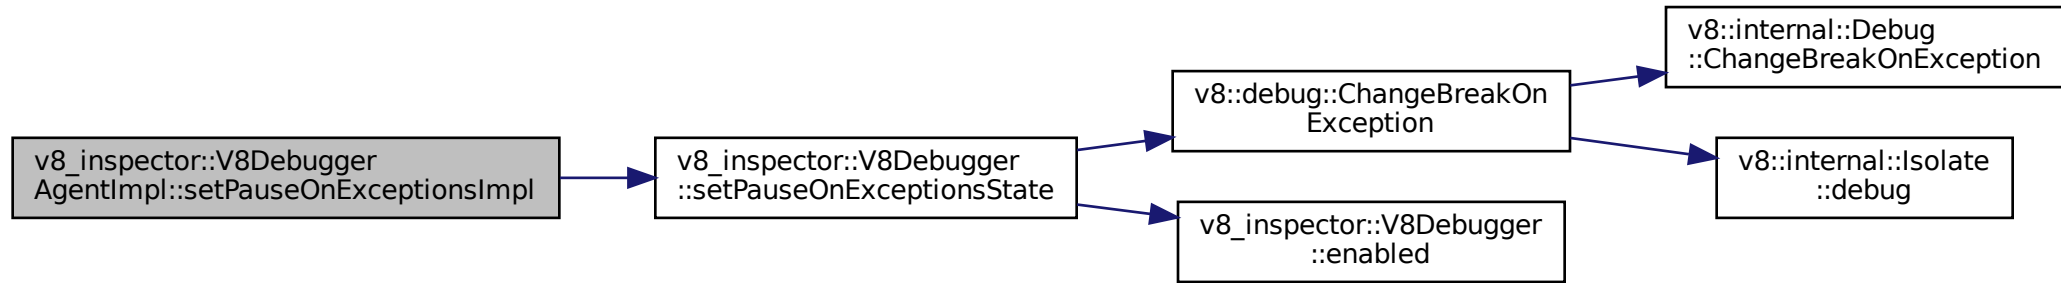 v8_inspector::V8Debugger
AgentImpl::setPauseOnExceptionsImpl
v8_inspector::V8Debugger
::setPauseOnExceptionsState
v8::debug::ChangeBreakOn
Exception
v8_inspector::V8Debugger
::enabled
v8::internal::Debug
::ChangeBreakOnException
v8::internal::Isolate
::debug